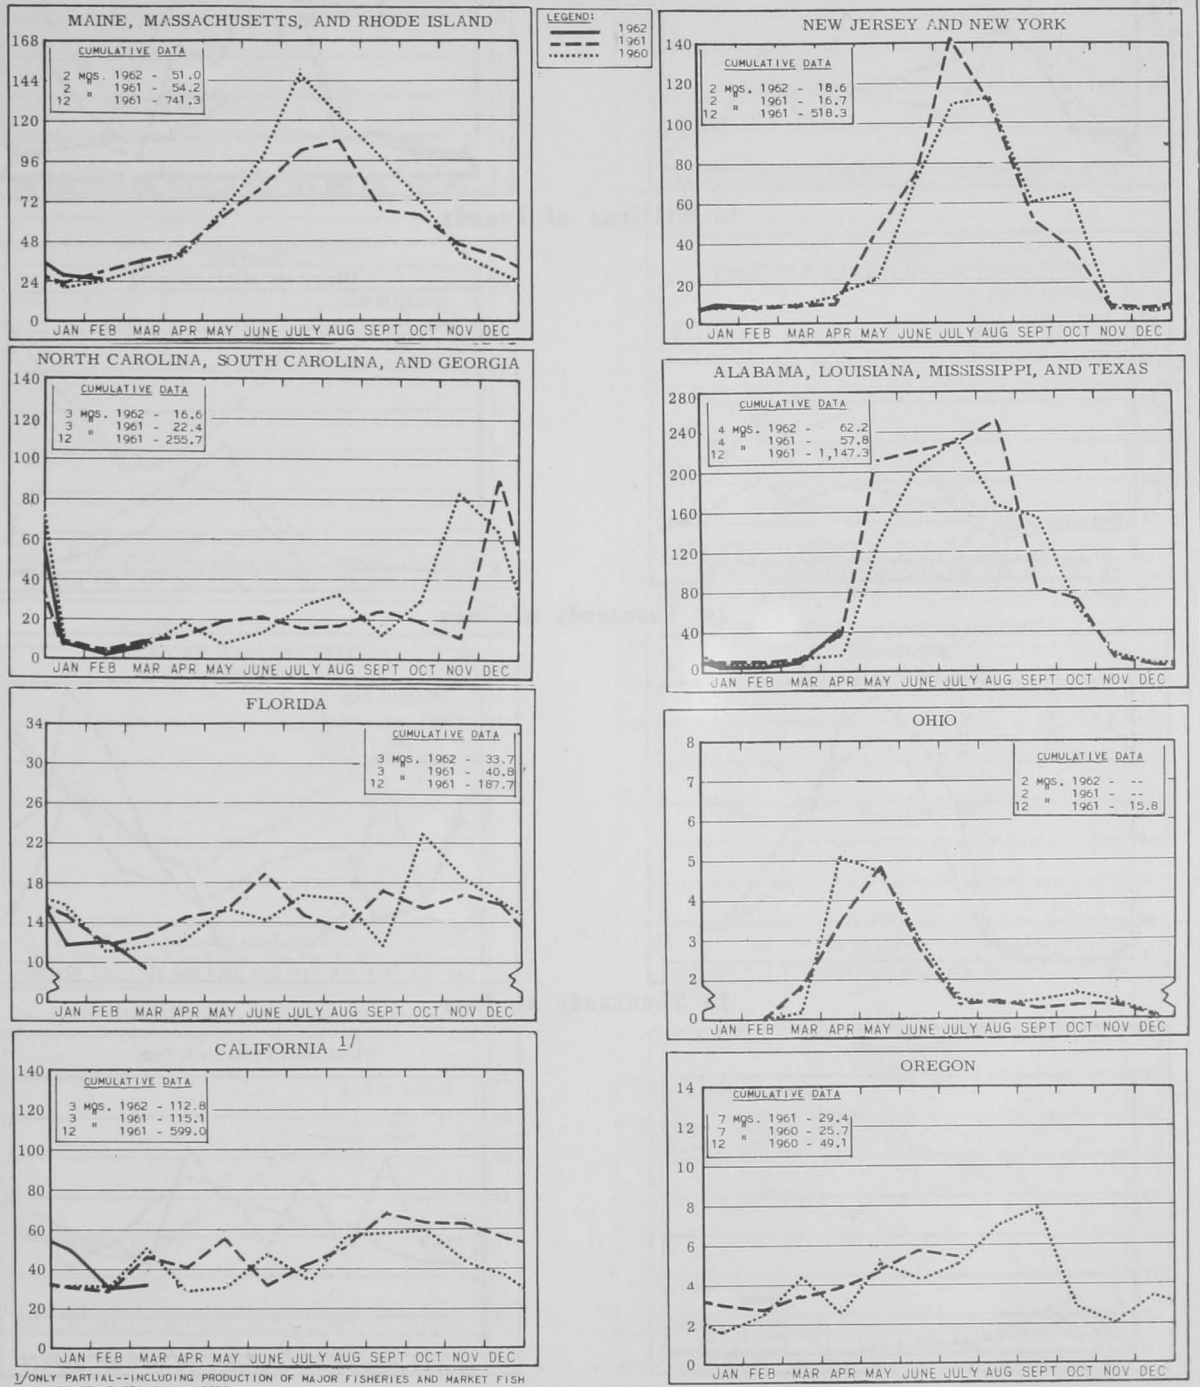 MAINE, MASSACHUSETTS, AND RHODE ISLAND
168
144
120
96
72
48
24
0
CUMULATIVE DATA
2 MOS. 1962 - 51.0
2 " 1961 - 54.2
12 " 1961 - 741.3
JAN FEB MAR APR MAY JUNE JULY AUG SEPT OCT NOV DEC
LEGEND:
1962
1961
1960
NEW JERSEY AND NEW YORK
140
120
100
80
60
40
20
0
CUMULATIVE DATA
2 MOS. 1962 - 18.6
2 " 1961 - 16.7
12 " 1961 - 518.3
JAN FEB MAR APR MAY JUNE JULY AUG SEPT OCT NOV DEC
NORTH CAROLINA, SOUTH CAROLINA, AND GEORGIA
140
120
100
80
60
40
20
0
CUMULATIVE DATA
3 MOS. 1962 - 16.6
3 " 1961 - 22.4
12 " 1961 - 255.7
JAN FEB MAR APR MAY JUNE JULY AUG SEPT OCT NOV DEC
ALABAMA, LOUISIANA, MISSISSIPPI, AND TEXAS
280
240
200
160
120
80
40
0
CUMULATIVE DATA
4 MOS. 1962 - 62.2
4 " 1961 - 57.8
12 " 1961 - 1,147.3
JAN FEB MAR APR MAY JUNE JULY AUG SEPT OCT NOV DEC
FLORIDA
34
30
26
22
18
14
10
0
CUMULATIVE DATA
3 MOS. 1962 - 33.7
3 " 1961 - 40.8
12 " 1961 - 187.7
JAN FEB MAR APR MAY JUNE JULY AUG SEPT OCT NOV DEC
OHIO
8
7
6
5
4
3
2
0
CUMULATIVE DATA
2 MOS. 1962 - --
2 " 1961 - --
12 " 1961 - 15.8
JAN FEB MAR APR MAY JUNE JULY AUG SEPT OCT NOV DEC
CALIFORNIA 1/
140
120
100
80
60
40
20
0
CUMULATIVE DATA
3 MOS. 1962 - 112.8
3 " 1961 - 115.1
12 " 1961 - 599.0
JAN FEB MAR APR MAY JUNE JULY AUG SEPT OCT NOV DEC
1/ONLY PARTIAL--INCLUDING PRODUCTION OF MAJOR FISHERIES AND MARKET FISH
OREGON
14
12
10
8
6
4
2
0
CUMULATIVE DATA
7 MOS. 1961 - 29.4
7 " 1960 - 25.7
12 " 1960 - 49.1
JAN FEB MAR APR MAY JUNE JULY AUG SEPT OCT NOV DEC